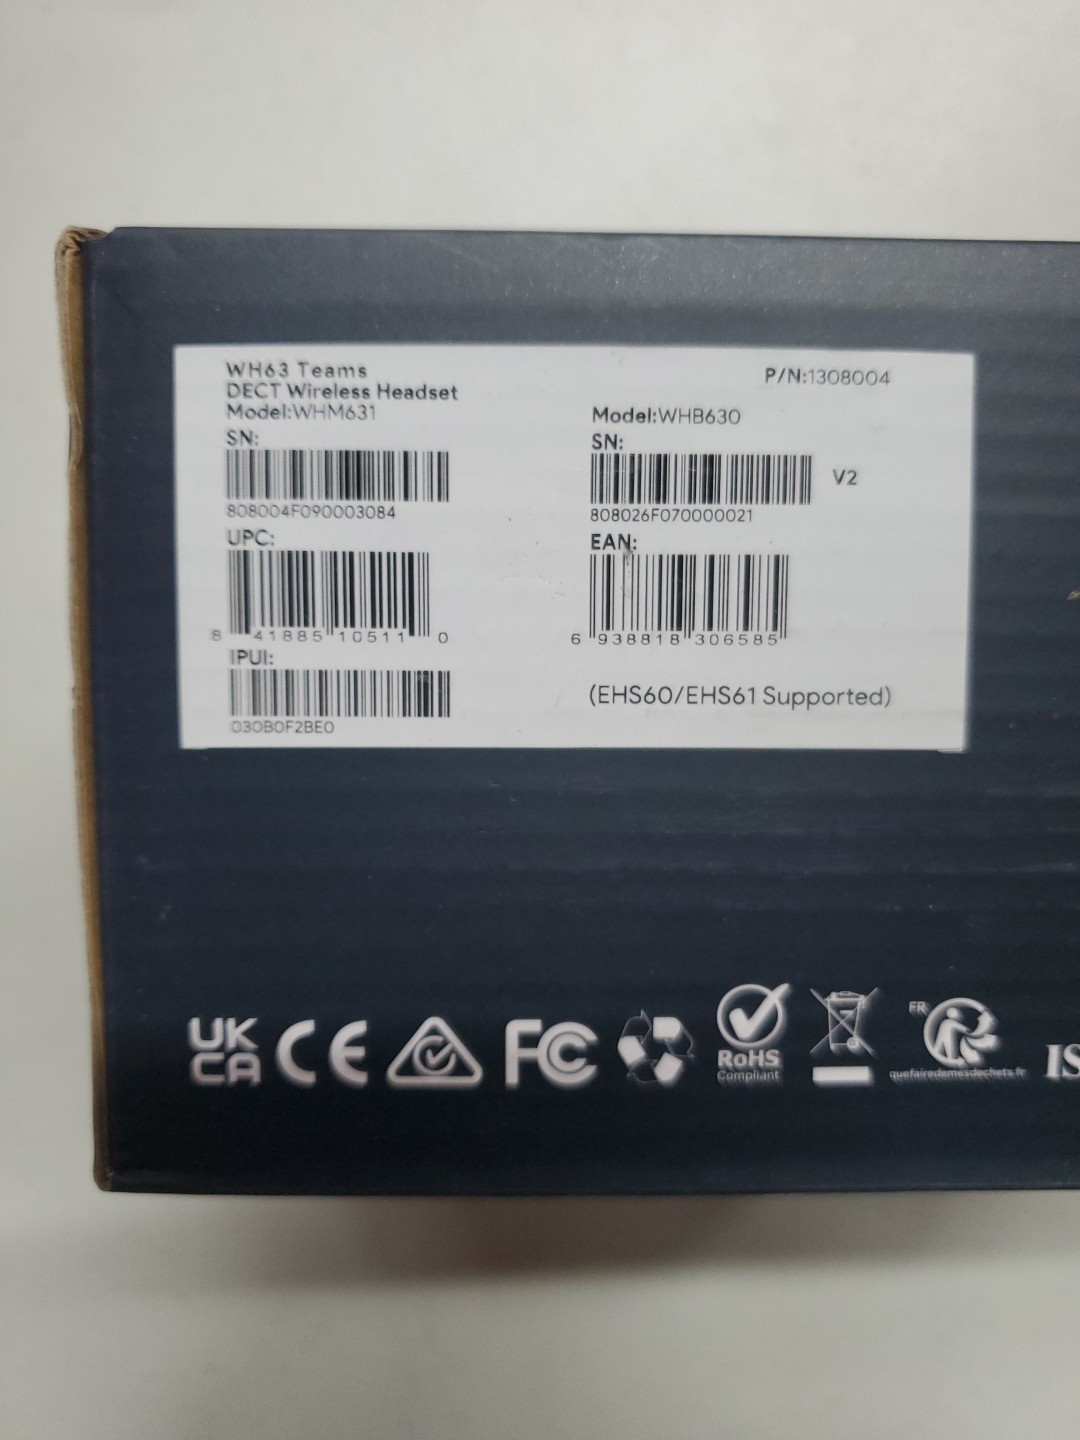 WH63 Teams
DECT Wireless Headset
Model:WHM631
SN:
808004F090003084
UPC:
8 41885 10511 0
IPUI:
030B0F2BE0
P/N:1308004
Model:WHB630
SN:
V2
808026F070000021
EAN:
6 938818 306585
(EHS60/EHS61 Supported)
UK
CA
CE
FC
RoHS
Compliant
FR
quefairedemesdechets.fr
IS